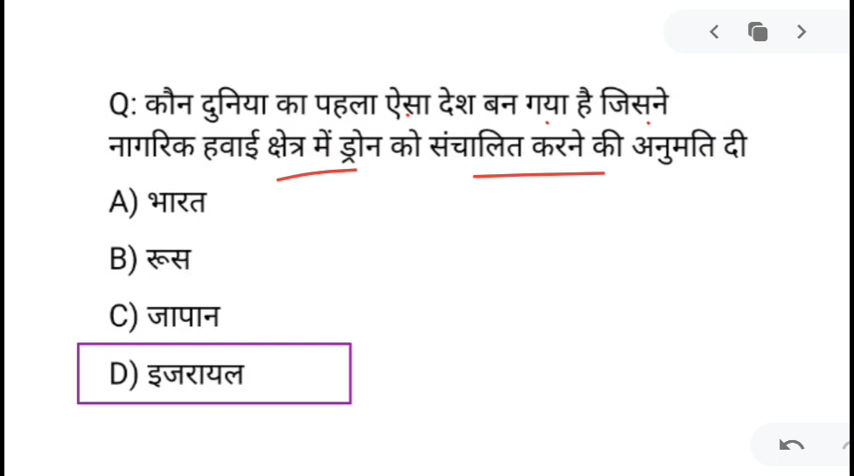 Q: कौन दुनिया का पहला ऐसा देश बन गया है जिसने
नागरिक हवाई क्षेत्र में ड्रोन को संचालित करने की अनुमति दी
A) भारत
B) रूस
C) जापान
D) इजरायल